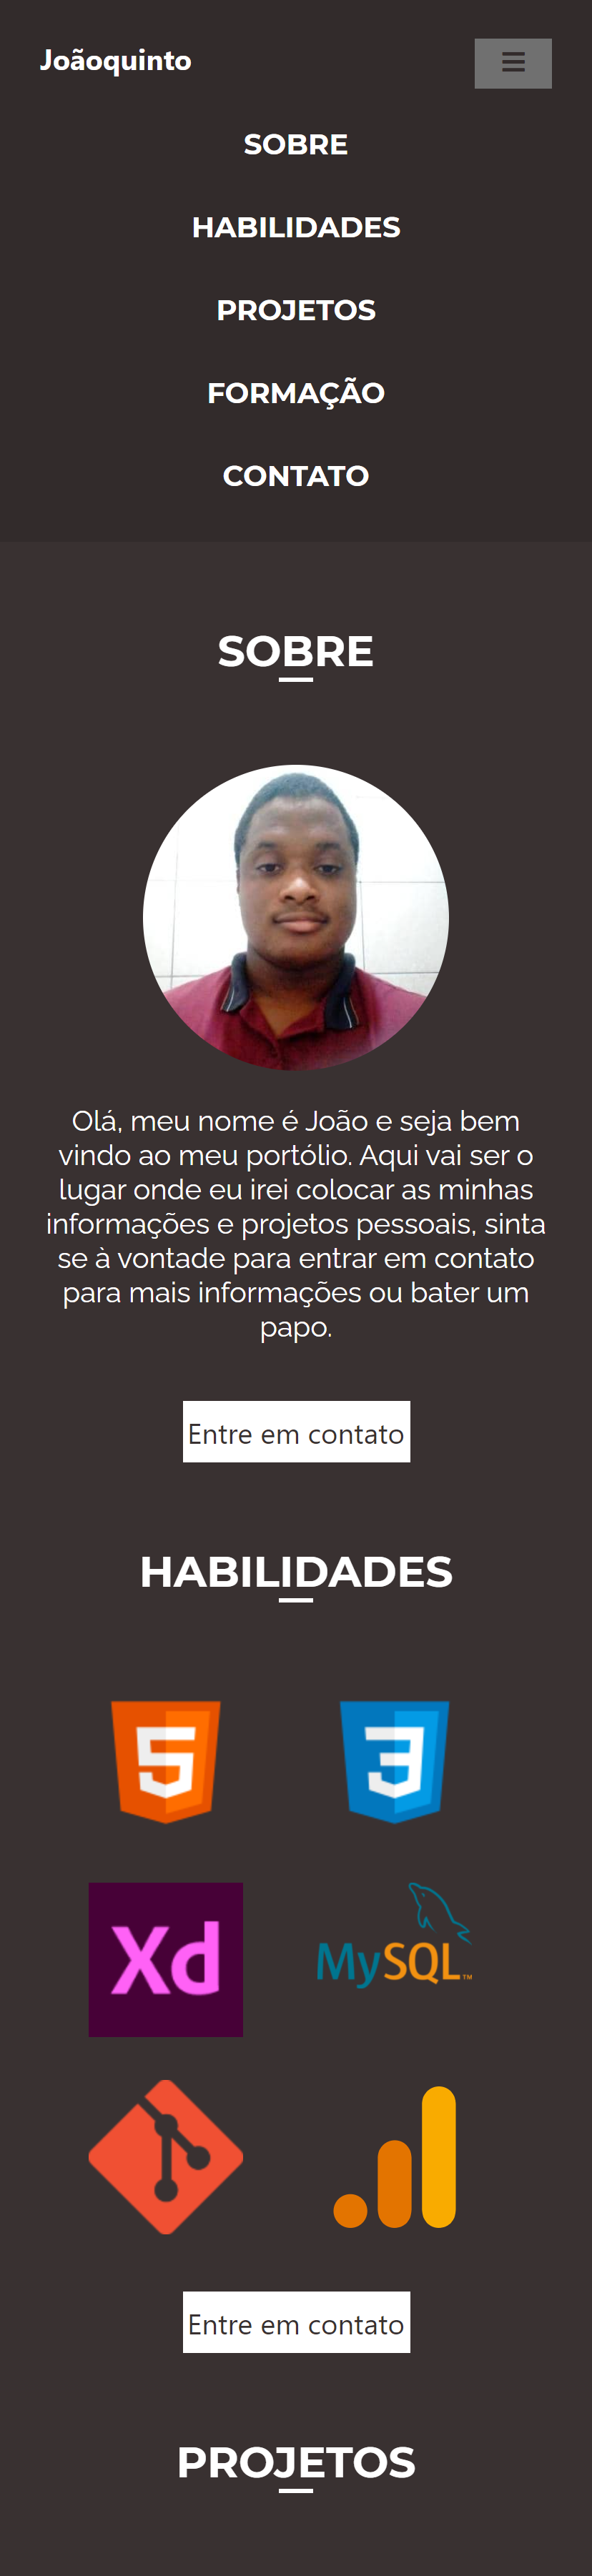 Joãoquinto
SOBRE
HABILIDADES
PROJETOS
FORMAÇÃO
CONTATO
SOBRE
Olá, meu nome é João e seja bem
vindo ao meu portólio. Aqui vai ser o
lugar onde eu irei colocar as minhas
informações e projetos pessoais, sinta
se à vontade para entrar em contato
para mais informações ou bater um
papo.
Entre em contato
HABILIDADES
5 3
Xd MySQL™
Entre em contato
PROJETOS